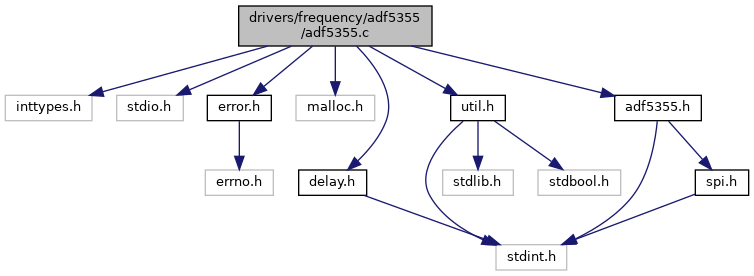 drivers/frequency/adf5355
/adf5355.c
inttypes.h
stdio.h
error.h
malloc.h
util.h
adf5355.h
errno.h
delay.h
stdlib.h
stdbool.h
spi.h
stdint.h